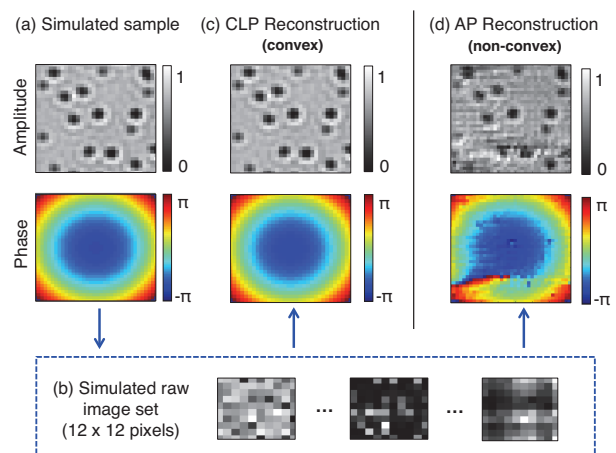 (a) Simulated sample
(c) CLP Reconstruction
(convex)
(d) AP Reconstruction
(non-convex)
Amplitude
1
0
1
0
1
0
Phase
π
-π
π
-π
π
-π
(b) Simulated raw
image set
(12 x 12 pixels)
...
...